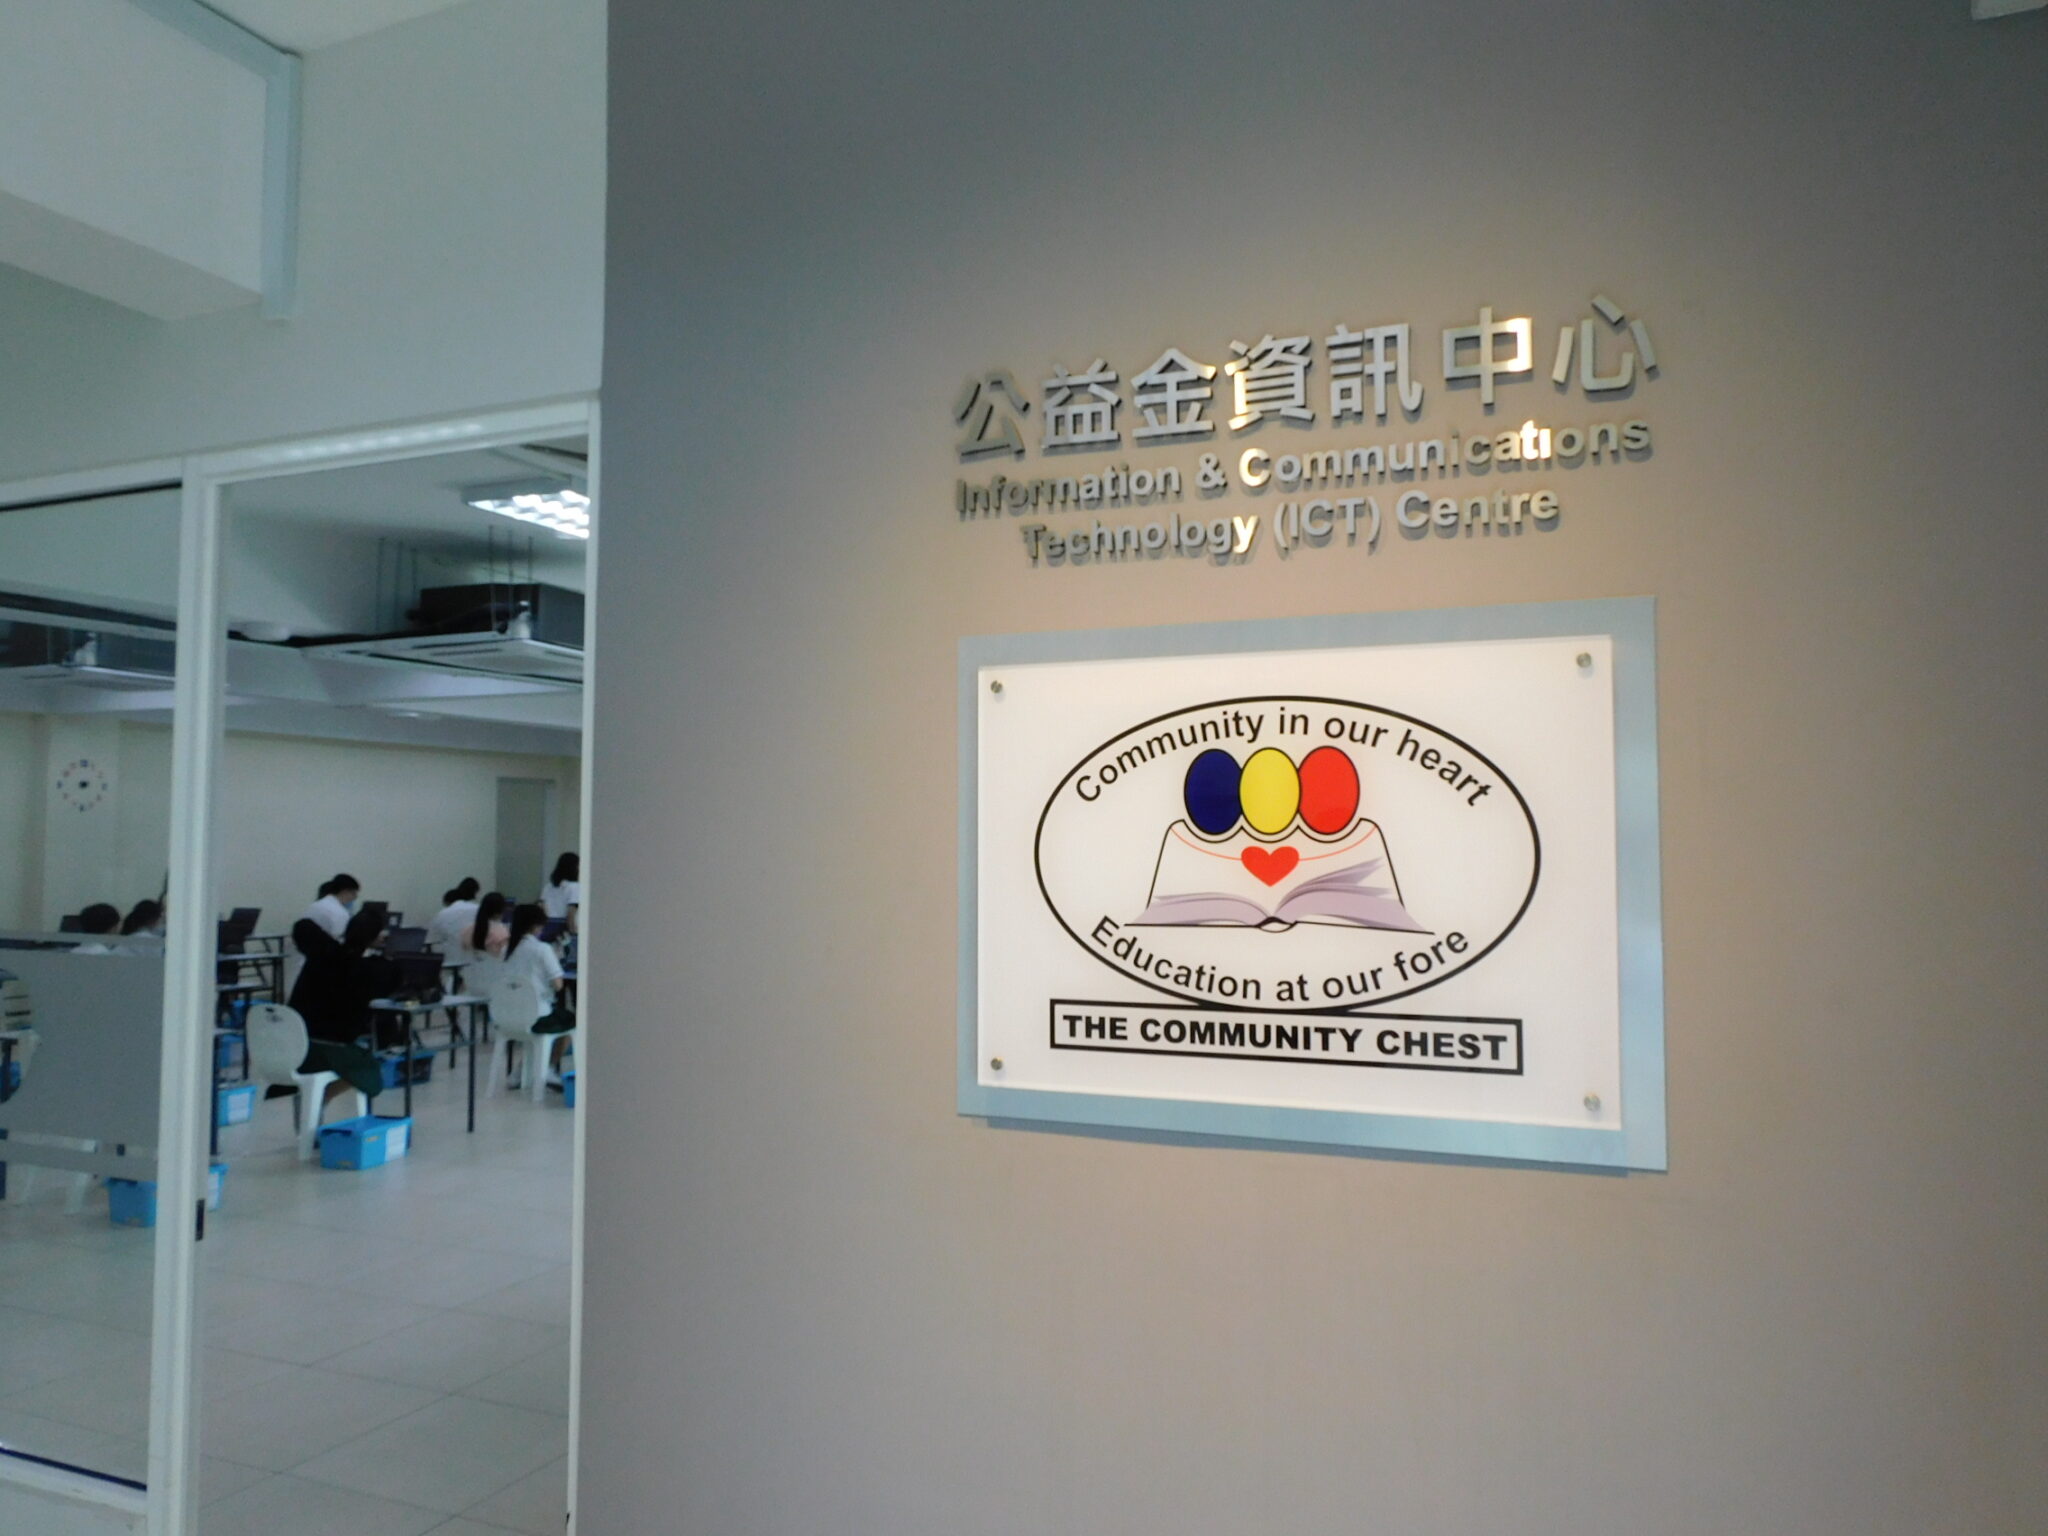 公益金資訊中心
Information & Communications
Technology (ICT) Centre
Community in our heart
Education at our fore
THE COMMUNITY CHEST